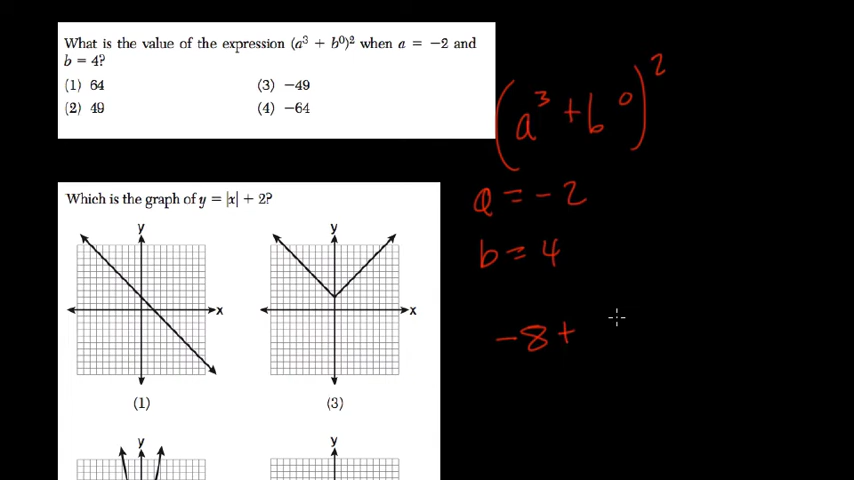 What is the value of the expression (a³ + b⁰)² when a = −2 and
b = 4?
(1) 64 (3) −49
(2) 49 (4) −64
(a³ + b⁰)²
a = −2
b = 4
−8 +
Which is the graph of y = |x| + 2?
y y
x x
(1) (3)
y y